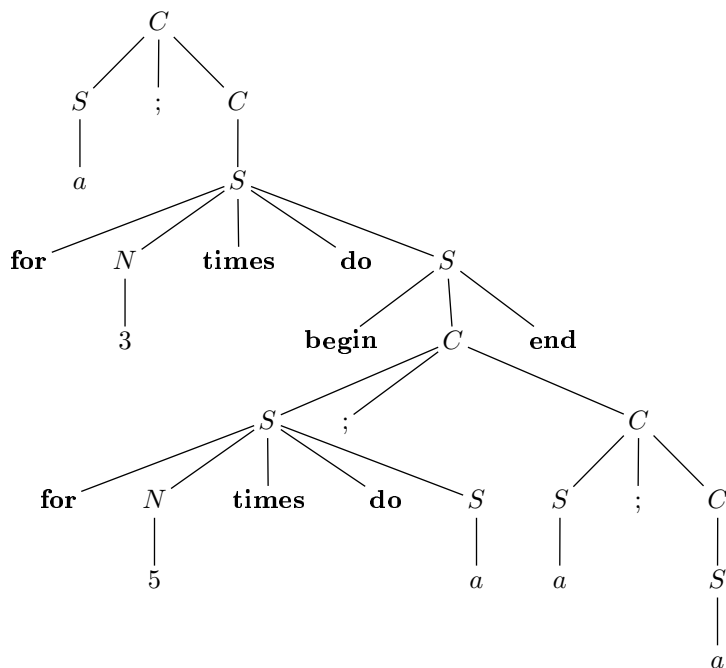 C
S ; C
a S
for N times do S
3 begin C end
S ; C
for N times do S S ; C
5 a a S
a